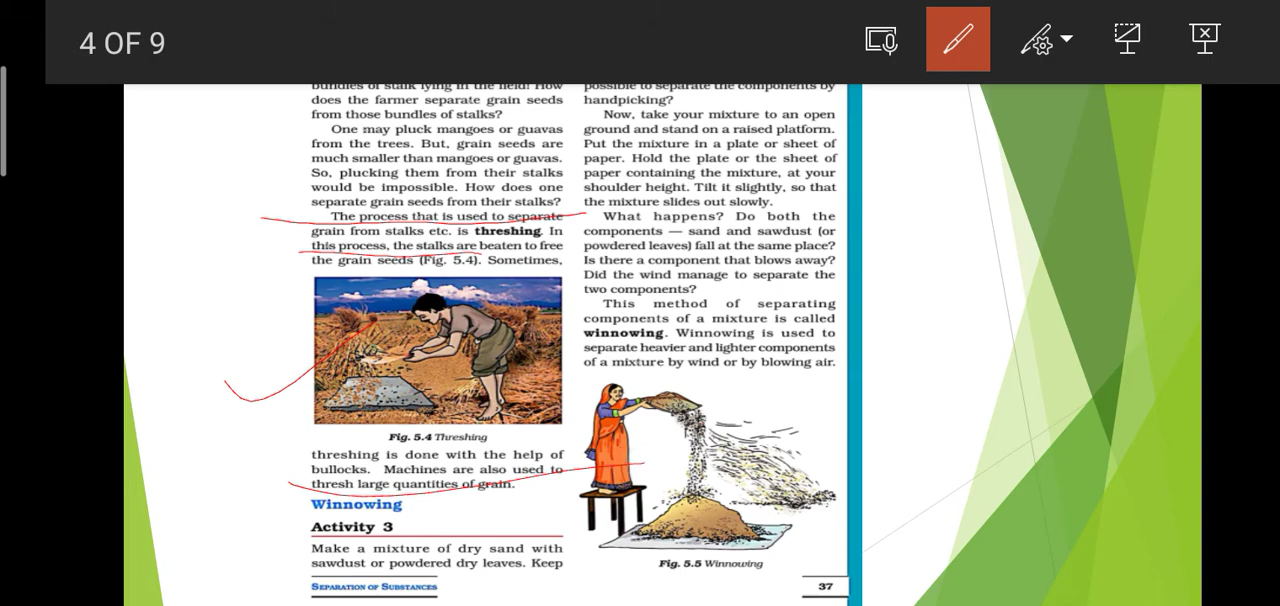 4 OF 9
bundles of stalk lying in the field! How
does the farmer separate grain seeds
from those bundles of stalks?
One may pluck mangoes or guavas
from the trees. But, grain seeds are
much smaller than mangoes or guavas.
So, plucking them from their stalks
would be impossible. How does one
separate grain seeds from their stalks?
The process that is used to separate
grain from stalks etc. is threshing. In
this process, the stalks are beaten to free
the grain seeds (Fig. 5.4). Sometimes,
Fig. 5.4 Threshing
threshing is done with the help of
bullocks. Machines are also used to
thresh large quantities of grain.
Winnowing
Activity 3
Make a mixture of dry sand with
sawdust or powdered dry leaves. Keep
SEPARATION OF SUBSTANCES
possible to separate the components by
handpicking?
Now, take your mixture to an open
ground and stand on a raised platform.
Put the mixture in a plate or sheet of
paper. Hold the plate or the sheet of
paper containing the mixture, at your
shoulder height. Tilt it slightly, so that
the mixture slides out slowly.
What happens? Do both the
components — sand and sawdust (or
powdered leaves) fall at the same place?
Is there a component that blows away?
Did the wind manage to separate the
two components?
This method of separating
components of a mixture is called
winnowing. Winnowing is used to
separate heavier and lighter components
of a mixture by wind or by blowing air.
Fig. 5.5 Winnowing
37